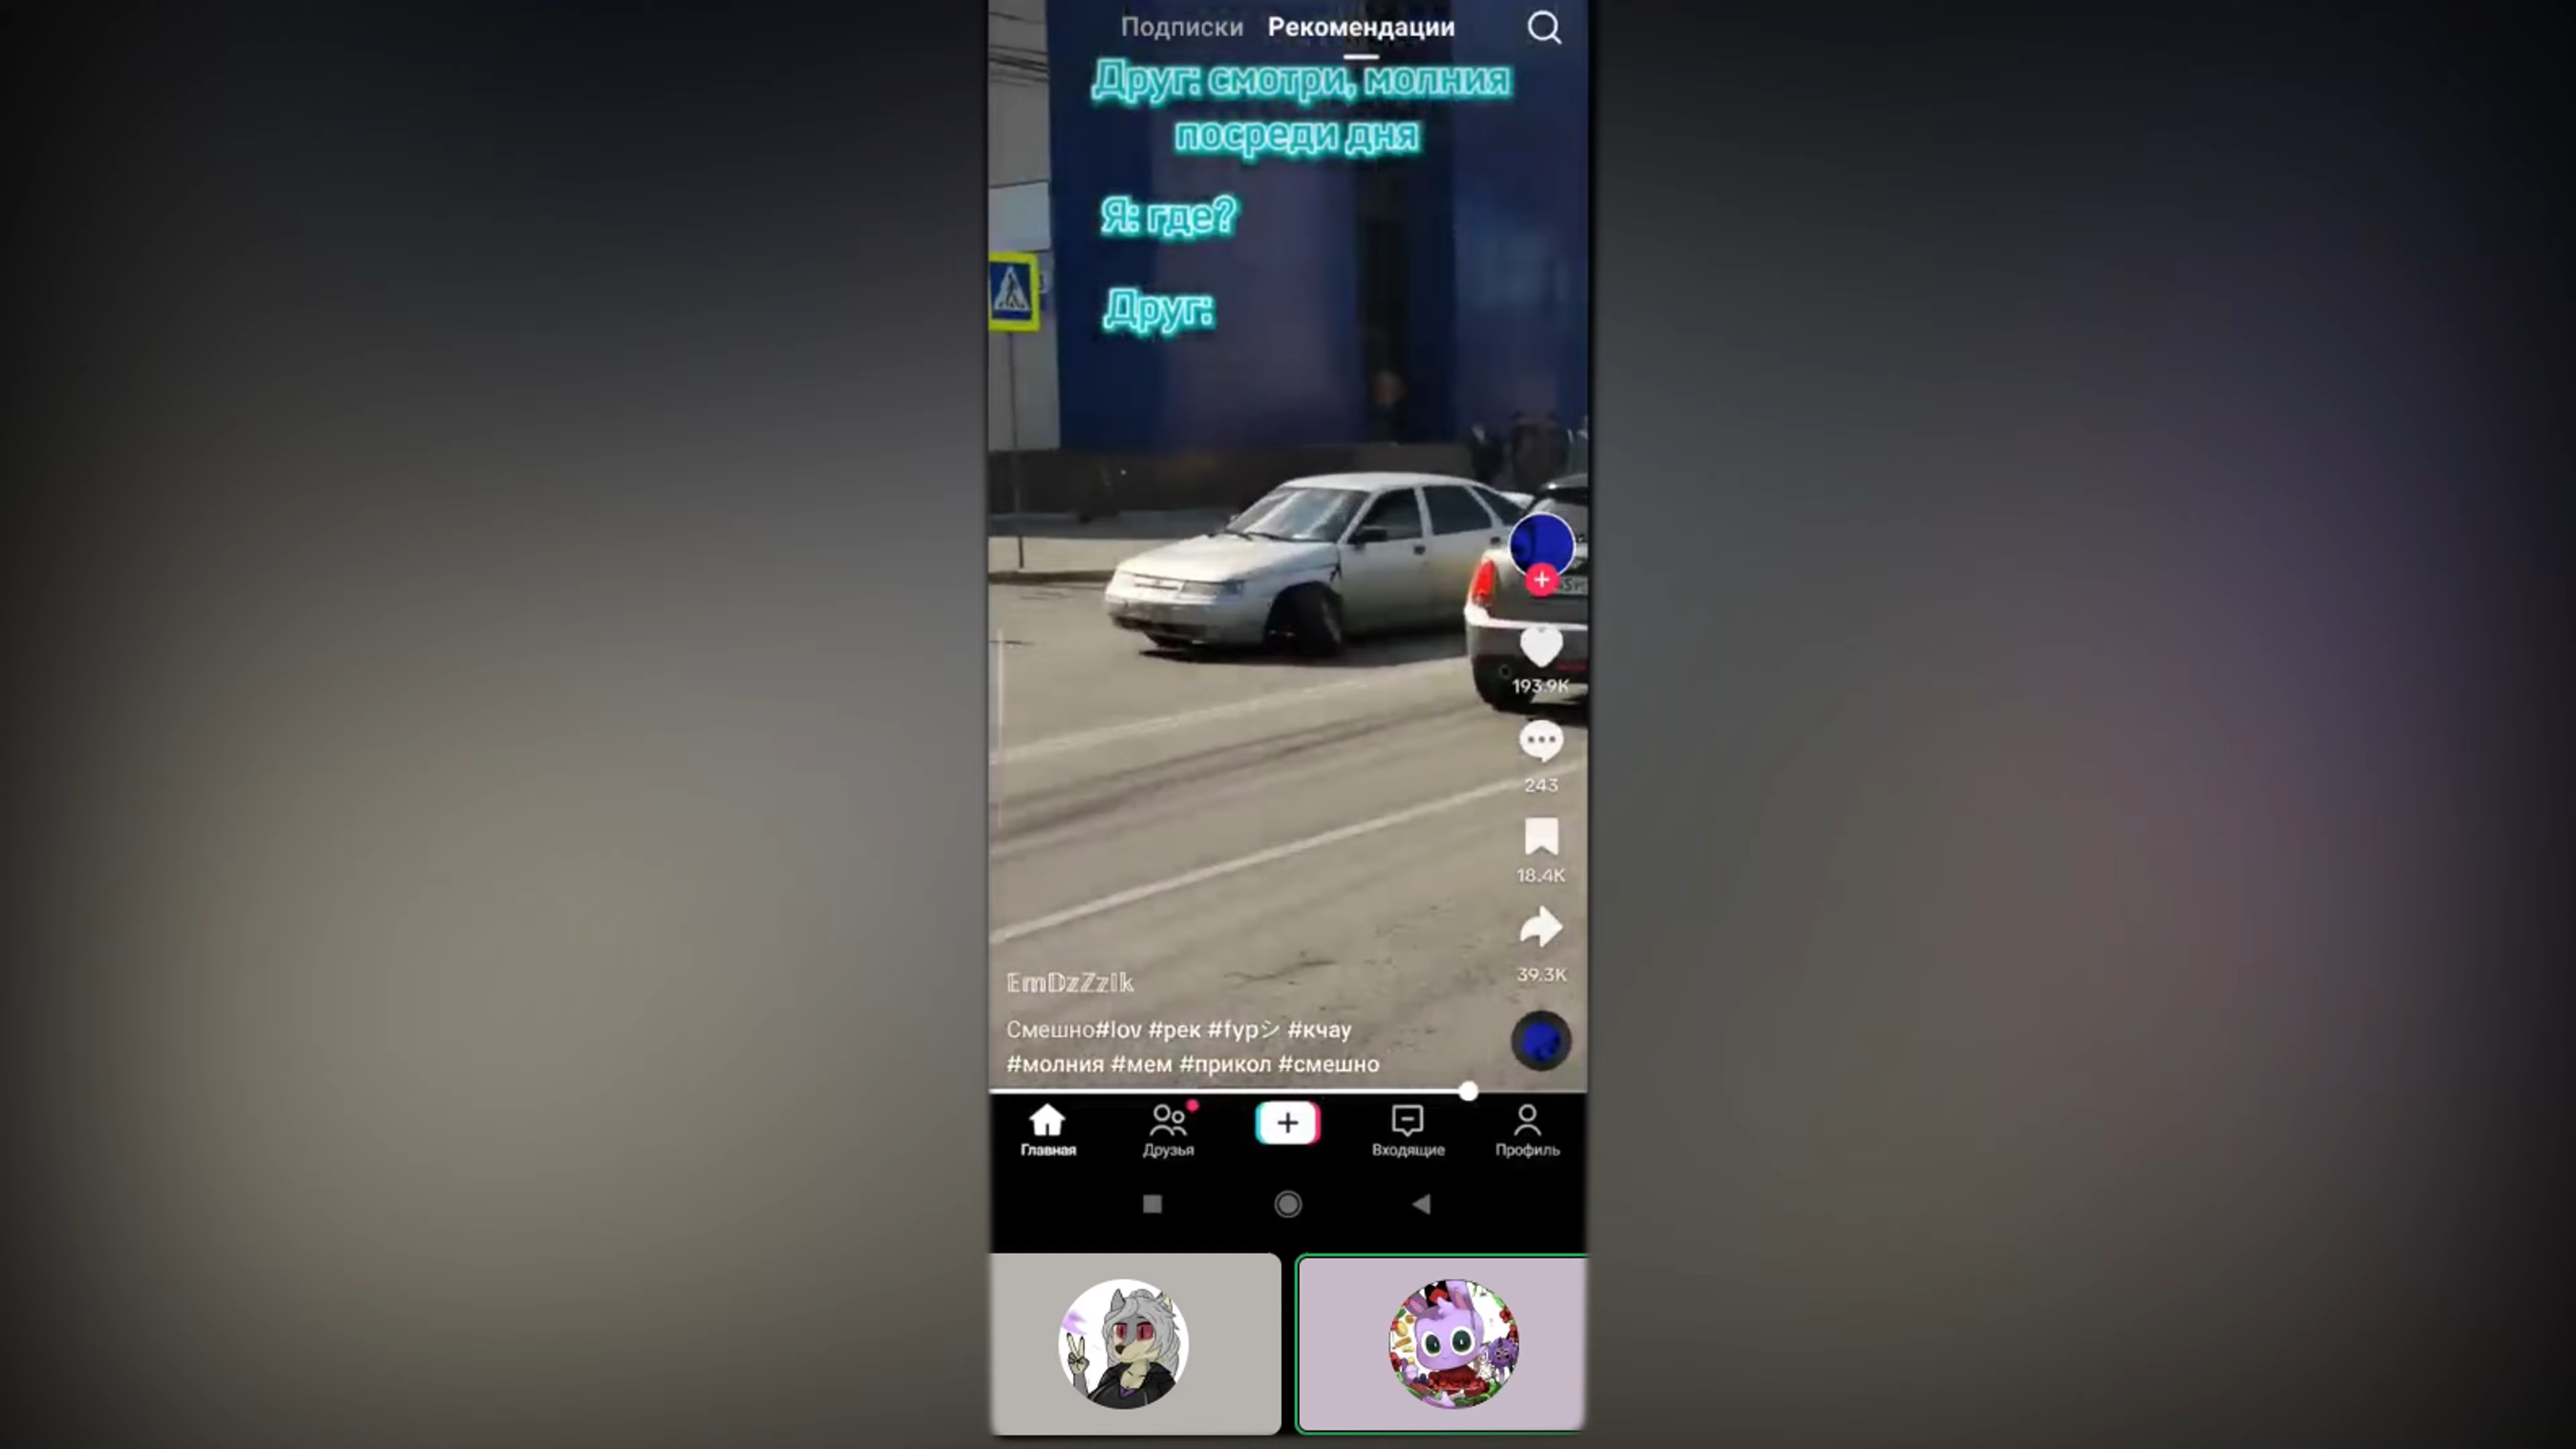 Подписки Рекомендации
Друг: смотри, молния
посреди дня
Я: где?
Друг:
193.9K
243
18.4K
39.3K
𝔼𝕞𝔻𝕫ℤ𝕫𝕀𝕜
Смешно#lov #рек #fypシ #кчау
#молния #мем #прикол #смешно
Главная Друзья Входящие Профиль